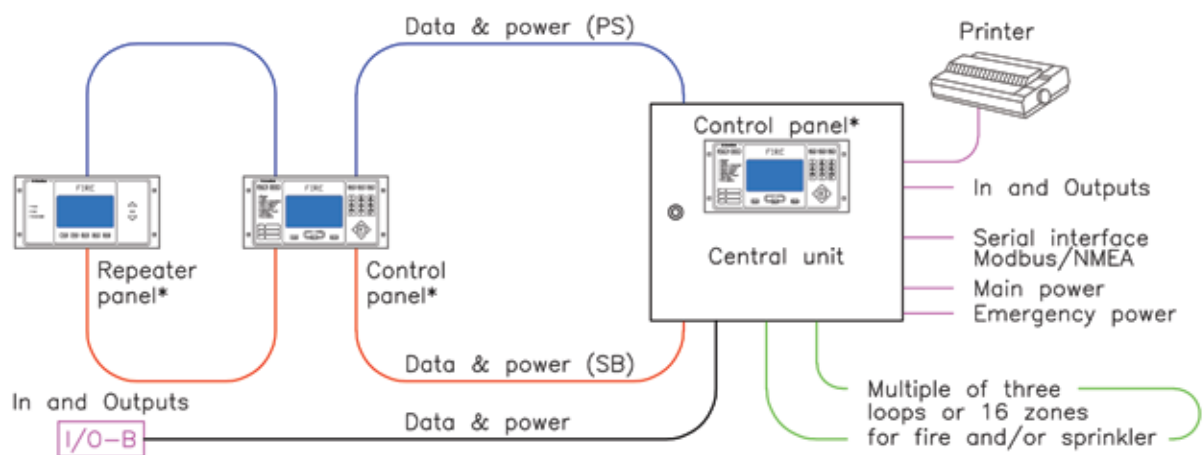 Data & power (PS)
Printer
Control panel*
FIRE
In and Outputs
FIRE
FIRE
Serial interface
Modbus/NMEA
Repeater
panel*
Control
panel*
Central unit
Main power
Emergency power
Data & power (SB)
In and Outputs
Multiple of three
loops or 16 zones
for fire and/or sprinkler
Data & power
I/O-B